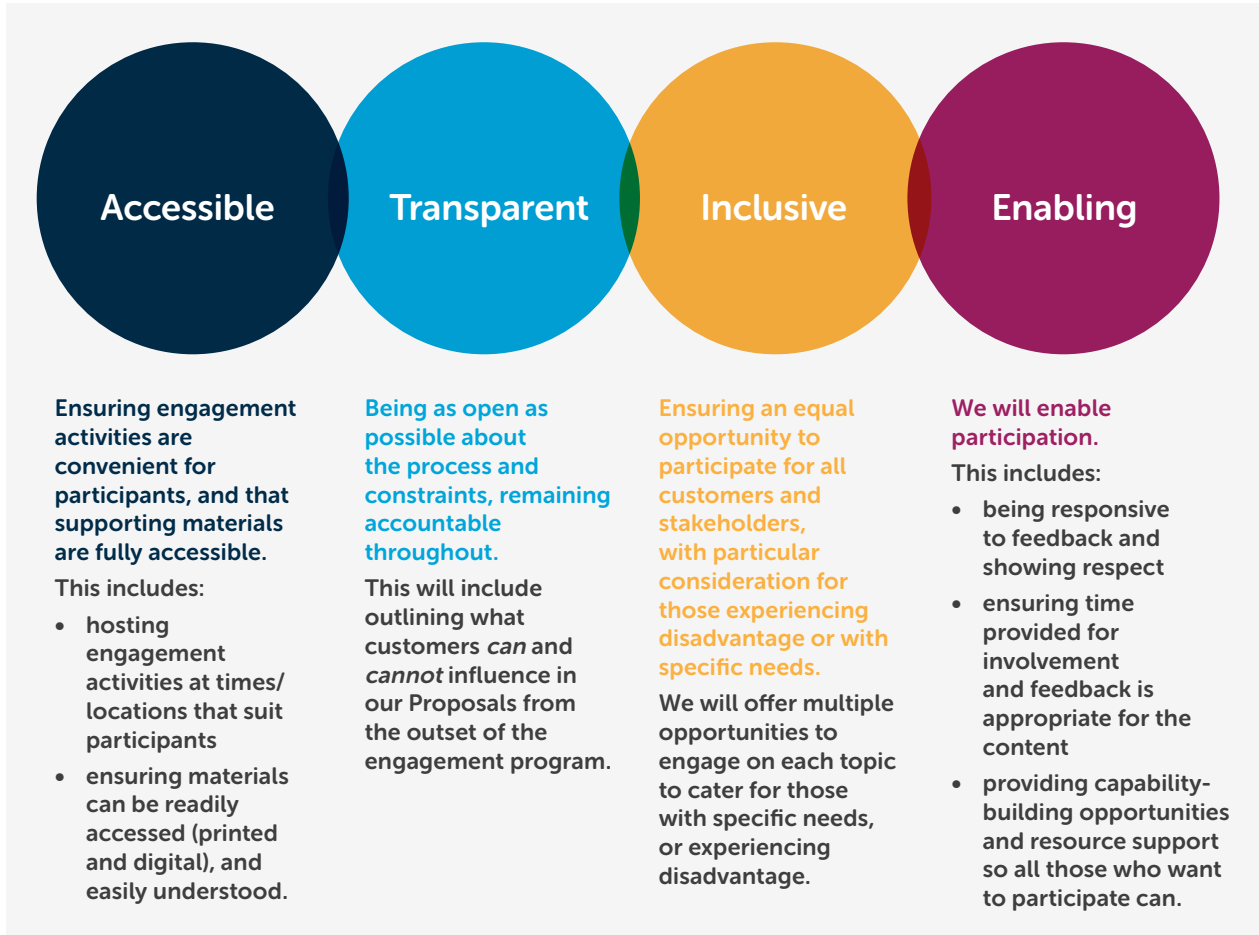 Accessible
Transparent
Inclusive
Enabling
Ensuring engagement
activities are
convenient for
participants, and that
supporting materials
are fully accessible.
This includes:
• hosting
engagement
activities at times/
locations that suit
participants
• ensuring materials
can be readily
accessed (printed
and digital), and
easily understood.
Being as open as
possible about
the process and
constraints, remaining
accountable
throughout.
This will include
outlining what
customers can and
cannot influence in
our Proposals from
the outset of the
engagement program.
Ensuring an equal
opportunity to
participate for all
customers and
stakeholders,
with particular
consideration for
those experiencing
disadvantage or with
specific needs.
We will offer multiple
opportunities to
engage on each topic
to cater for those
with specific needs,
or experiencing
disadvantage.
We will enable
participation.
This includes:
• being responsive
to feedback and
showing respect
• ensuring time
provided for
involvement
and feedback is
appropriate for the
content
• providing capability-
building opportunities
and resource support
so all those who want
to participate can.